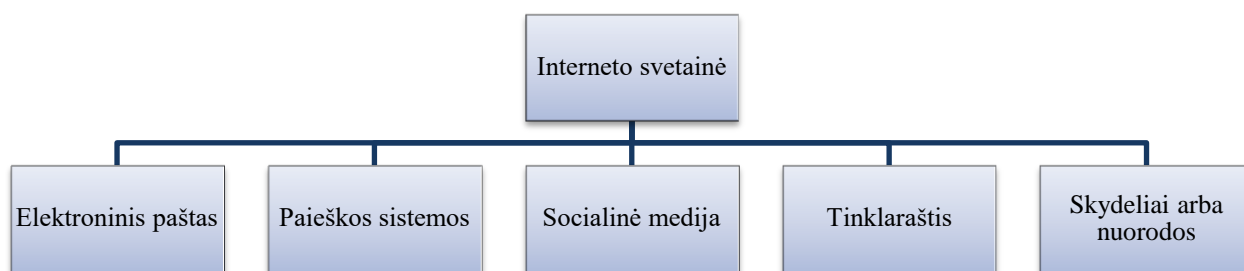 Interneto svetainė
Elektroninis paštas
Paieškos sistemos
Socialinė medija
Tinklaraštis
Skydeliai arba
nuorodos